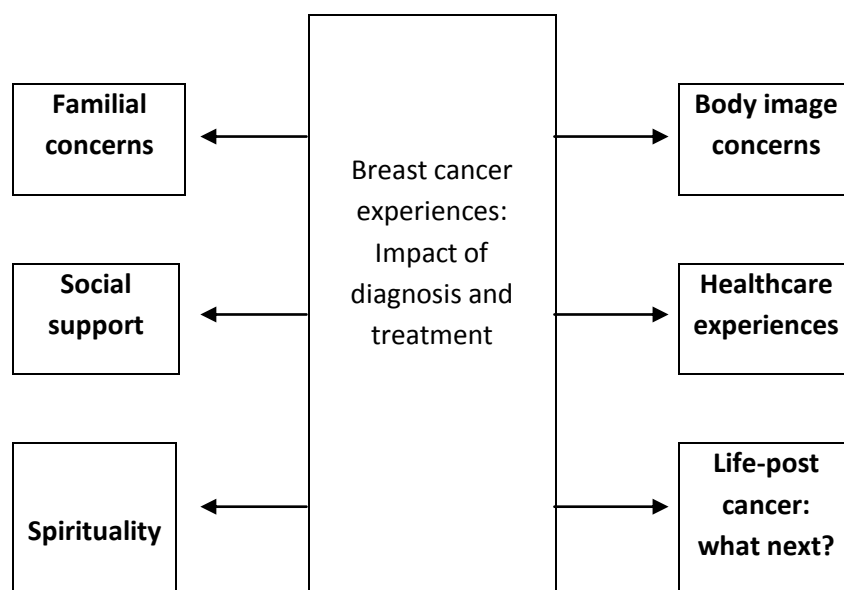 Familial
concerns
Social
support
Spirituality
Breast cancer
experiences:
Impact of
diagnosis and
treatment
Body image
concerns
Healthcare
experiences
Life-post
cancer:
what next?